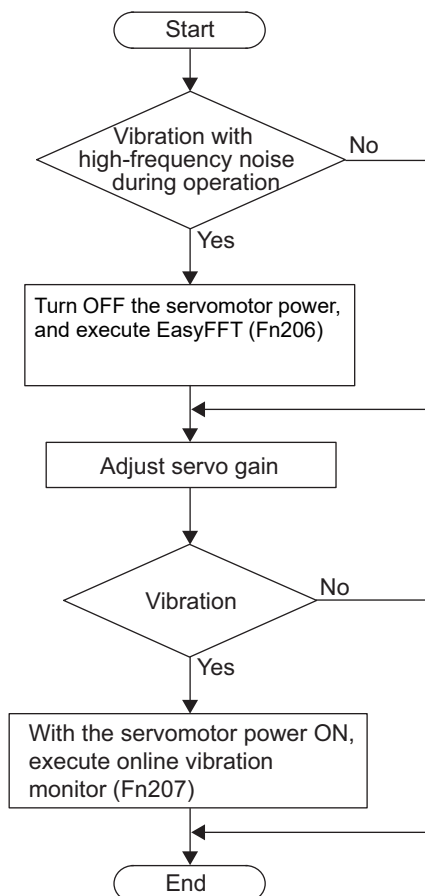 Start
Vibration with
high-frequency noise
during operation
No
Yes
Turn OFF the servomotor power,
and execute EasyFFT (Fn206)
Adjust servo gain
Vibration
No
Yes
With the servomotor power ON,
execute online vibration
monitor (Fn207)
End